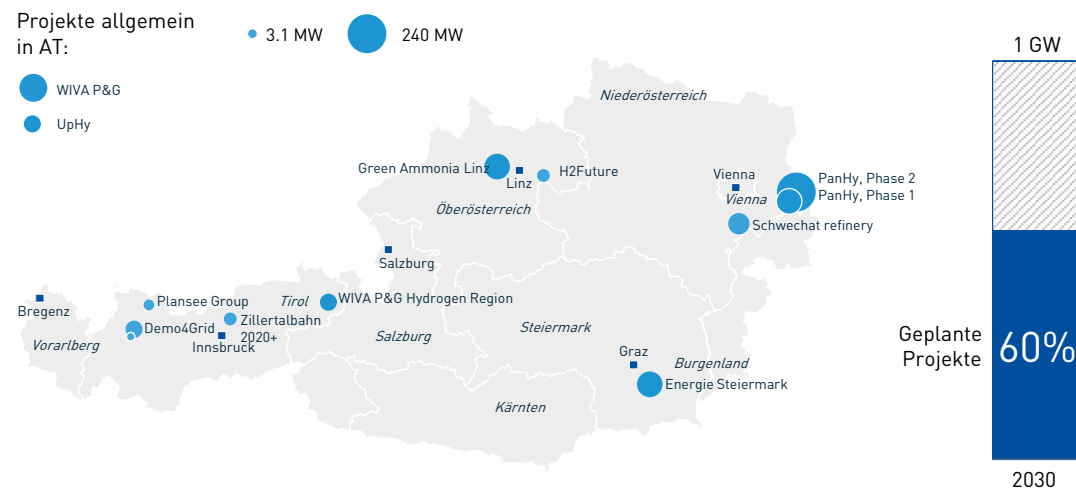 Projekte allgemein
in AT:
3.1 MW
240 MW
WIVA P&G
UpHy
1 GW
Niederösterreich
Green Ammonia Linz
Linz
H2Future
Vienna
Vienna
PanHy, Phase 2
PanHy, Phase 1
Öberösterreich
Schwechat refinery
Salzburg
Bregenz
Plansee Group
Tirol
WIVA P&G Hydrogen Region
Vorarlberg
Demo4Grid
Zillertalbahn
2020+
Innsbruck
Salzburg
Steiermark
Graz
Burgenland
Energie Steiermark
Kärnten
Geplante
Projekte
60%
2030